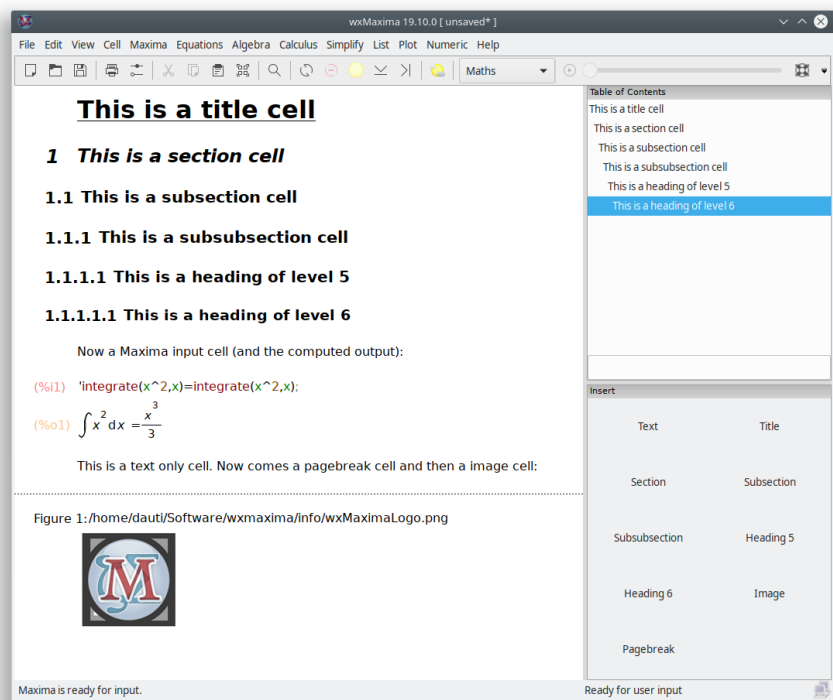 wxMaxima 19.10.0 [ unsaved* ]
File Edit View Cell Maxima Equations Algebra Calculus Simplify List Plot Numeric Help
Maths
This is a title cell
1 This is a section cell
1.1 This is a subsection cell
1.1.1 This is a subsubsection cell
1.1.1.1 This is a heading of level 5
1.1.1.1.1 This is a heading of level 6
Now a Maxima input cell (and the computed output):
(%i1) 'integrate(x^2,x)=integrate(x^2,x);
(%o1) ∫x²dx = x³/3
This is a text only cell. Now comes a pagebreak cell and then a image cell:
Figure 1:/home/dauti/Software/wxmaxima/info/wxMaximaLogo.png
M
Table of Contents
This is a title cell
This is a section cell
This is a subsection cell
This is a subsubsection cell
This is a heading of level 5
This is a heading of level 6
Insert
Text Title
Section Subsection
Subsubsection Heading 5
Heading 6 Image
Pagebreak
Maxima is ready for input. Ready for user input